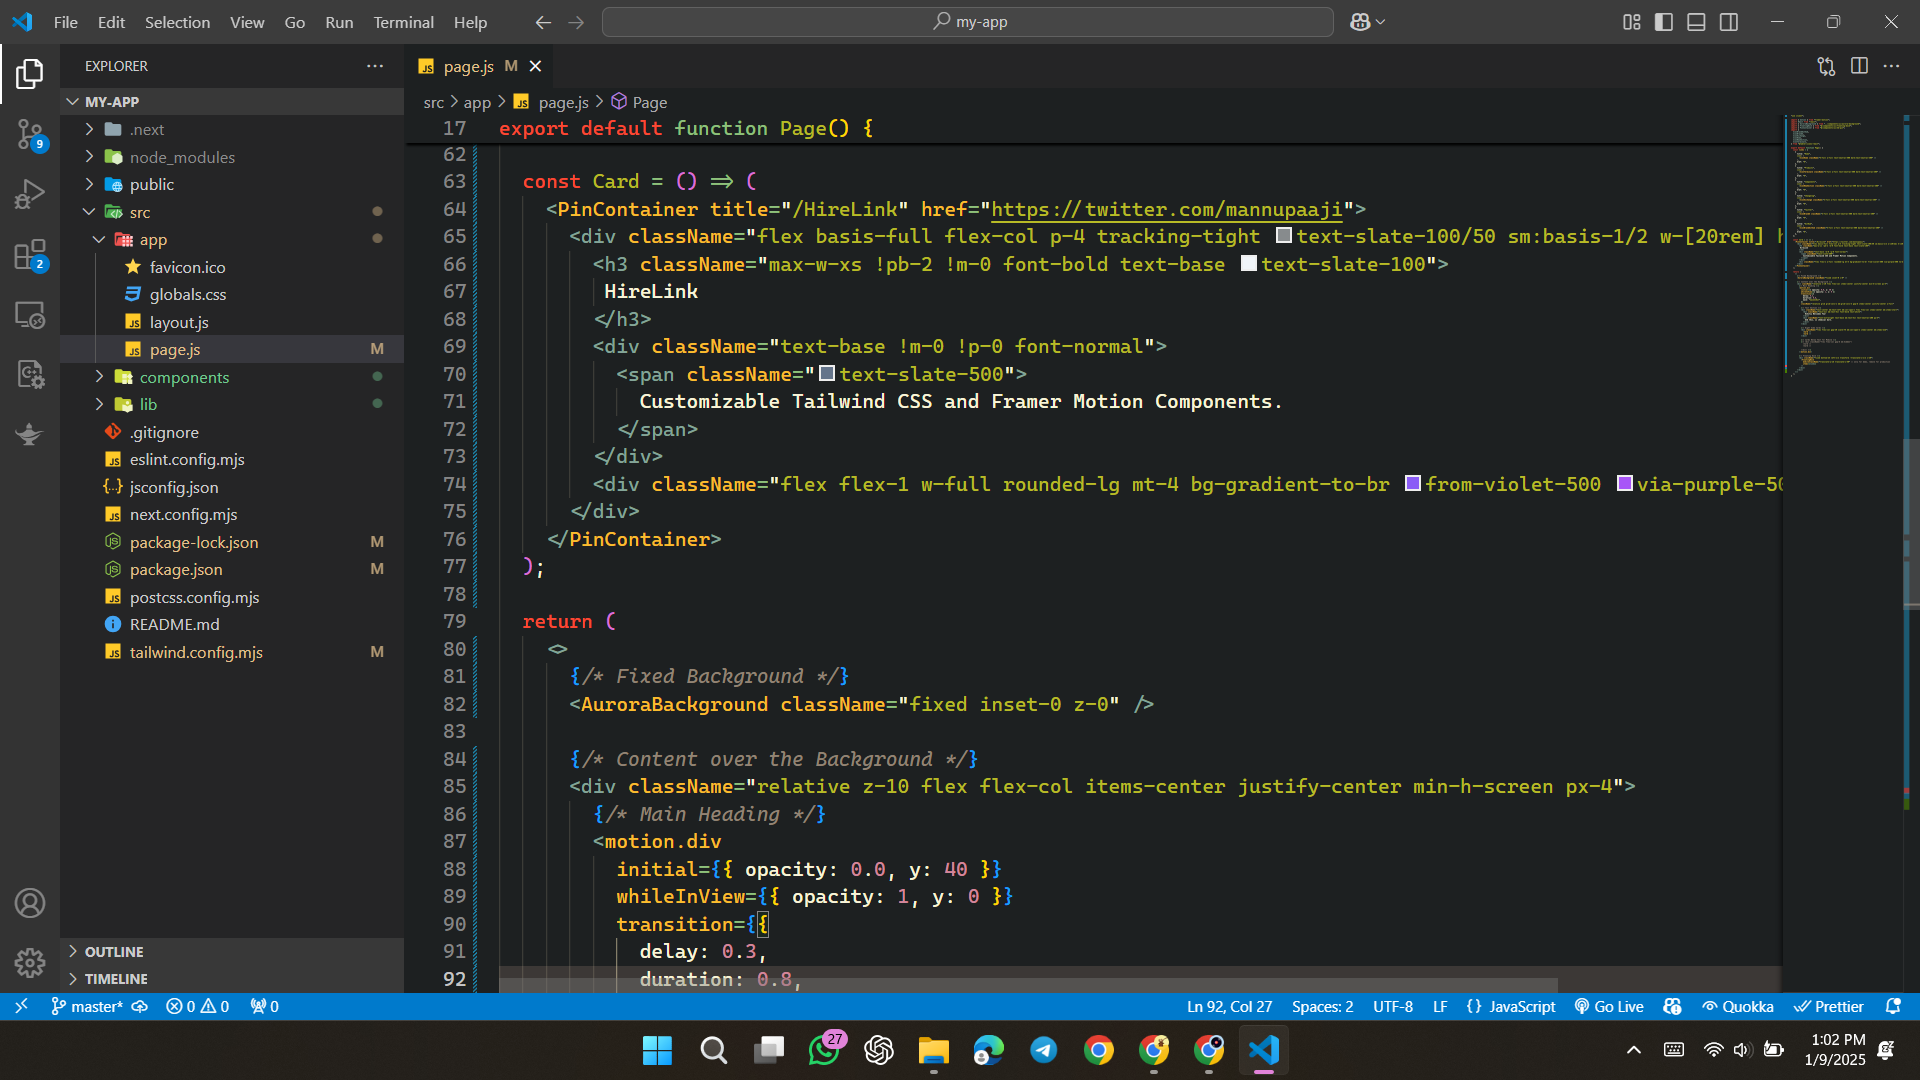 File Edit Selection View Go Run Terminal Help
my-app
EXPLORER
MY-APP
.next
node_modules
public
src
app
favicon.ico
globals.css
layout.js
page.js M
components
lib
.gitignore
eslint.config.mjs
jsconfig.json
next.config.mjs
package-lock.json M
package.json M
postcss.config.mjs
README.md
tailwind.config.mjs M
OUTLINE
TIMELINE
9
2
page.js M
src > app > page.js > Page
17 export default function Page() {
62
63 const Card = () => (
64 <PinContainer title="/HireLink" href="https://twitter.com/mannupaaji">
65 <div className="flex basis-full flex-col p-4 tracking-tight text-slate-100/50 sm:basis-1/2 w-[20rem] h
66 <h3 className="max-w-xs !pb-2 !m-0 font-bold text-base text-slate-100">
67 HireLink
68 </h3>
69 <div className="text-base !m-0 !p-0 font-normal">
70 <span className="text-slate-500">
71 Customizable Tailwind CSS and Framer Motion Components.
72 </span>
73 </div>
74 <div className="flex flex-1 w-full rounded-lg mt-4 bg-gradient-to-br from-violet-500 via-purple-50
75 </div>
76 </PinContainer>
77 );
78
79 return (
80 <>
81 {/* Fixed Background */}
82 <AuroraBackground className="fixed inset-0 z-0" />
83
84 {/* Content over the Background */}
85 <div className="relative z-10 flex flex-col items-center justify-center min-h-screen px-4">
86 {/* Main Heading */}
87 <motion.div
88 initial={{ opacity: 0.0, y: 40 }}
89 whileInView={{ opacity: 1, y: 0 }}
90 transition={{
91 delay: 0.3,
92 duration: 0.8,
master* 0 0 0 Ln 92, Col 27 Spaces: 2 UTF-8 LF {} JavaScript Go Live Quokka Prettier
27
1:02 PM
1/9/2025